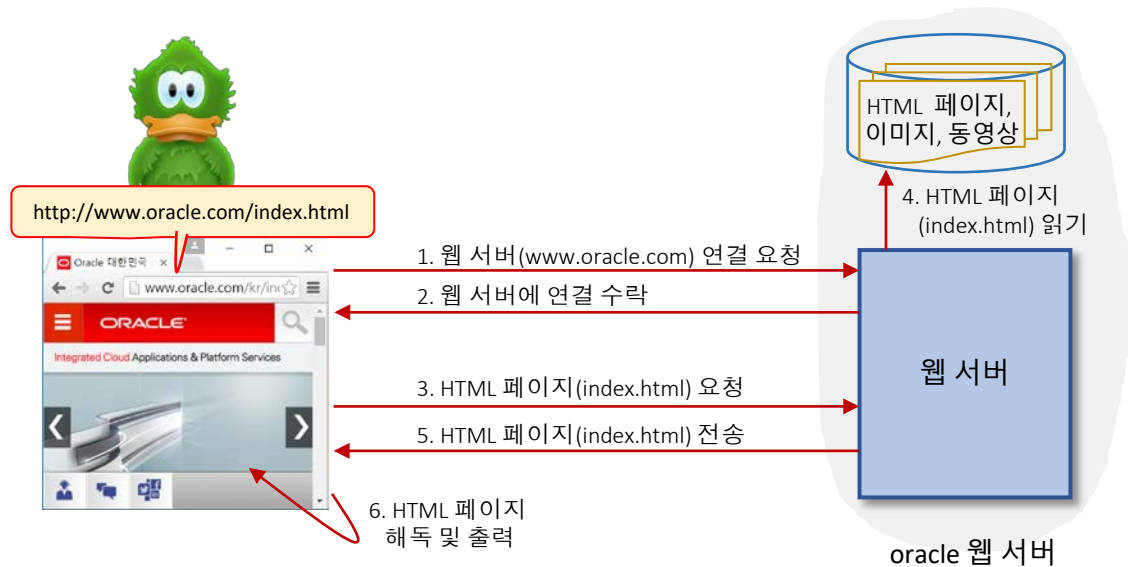 HTML 페이지,
이미지, 동영상
http://www.oracle.com/index.html
4. HTML 페이지
(index.html) 읽기
Oracle 대한민국
1. 웹 서버(www.oracle.com) 연결 요청
www.oracle.com/kr/in
2. 웹 서버에 연결 수락
ORACLE
Integrated Cloud Applications & Platform Services
웹 서버
3. HTML 페이지(index.html) 요청
5. HTML 페이지(index.html) 전송
6. HTML 페이지
해독 및 출력
oracle 웹 서버